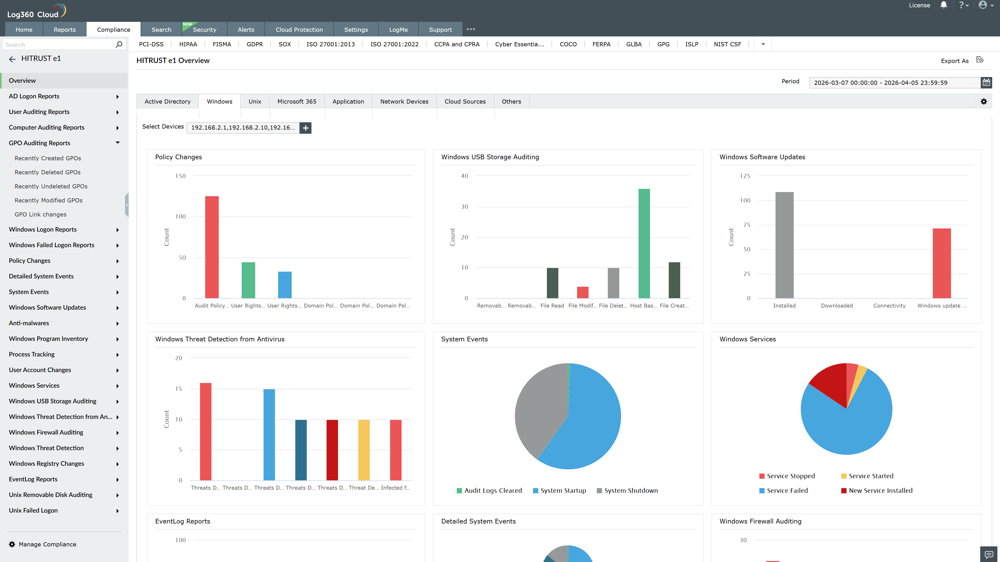 Log360 Cloud
License
?
Home
Reports
Compliance
Search
NEW
Security
Alerts
Cloud Protection
Settings
LogMe
Support
Search
PCI-DSS
HIPAA
FISMA
GDPR
SOX
ISO 27001:2013
ISO 27001:2022
CCPA and CPRA
Cyber Essentia...
COCO
FERPA
GLBA
GPG
ISLP
NIST CSF
HITRUST e1
Overview
AD Logon Reports
User Auditing Reports
Computer Auditing Reports
GPO Auditing Reports
Recently Created GPOs
Recently Deleted GPOs
Recently Undeleted GPOs
Recently Modified GPOs
GPO Link changes
Windows Logon Reports
Windows Failed Logon Reports
Policy Changes
Detailed System Events
System Events
Windows Software Updates
Anti-malwares
Windows Program Inventory
Process Tracking
User Account Changes
Windows Services
Windows USB Storage Auditing
Windows Threat Detection from An...
Windows Firewall Auditing
Windows Threat Detection
Windows Registry Changes
EventLog Reports
Unix Removable Disk Auditing
Unix Failed Logon
Manage Compliance
HITRUST e1 Overview
Export As
Period
2026-03-07 00:00:00 - 2026-04-05 23:59:59
Active Directory
Windows
Unix
Microsoft 365
Application
Network Devices
Cloud Sources
Others
Select Devices
192.168.2.1,192.168.2.10,192.16...
Policy Changes
150
100
50
0
Count
Audit Policy...
User Rights...
User Rights...
Domain Pol...
Domain Pol...
Domain Pol...
Windows USB Storage Auditing
40
30
20
10
0
Count
Removab...
Removab...
File Read
File Modif...
File Delet...
Host Bas...
File Creat...
Windows Software Updates
125
100
75
50
25
0
Count
Installed
Downloaded
Connectivity
Windows update ...
Windows Threat Detection from Antivirus
20
15
10
5
0
Count
Threats D...
Threats D...
Threats D...
Threats D...
Threats D...
Threat De...
Infected f...
System Events
Audit Logs Cleared
System Startup
System Shutdown
Windows Services
Service Stopped
Service Started
Service Failed
New Service Installed
EventLog Reports
100
Detailed System Events
Windows Firewall Auditing
30